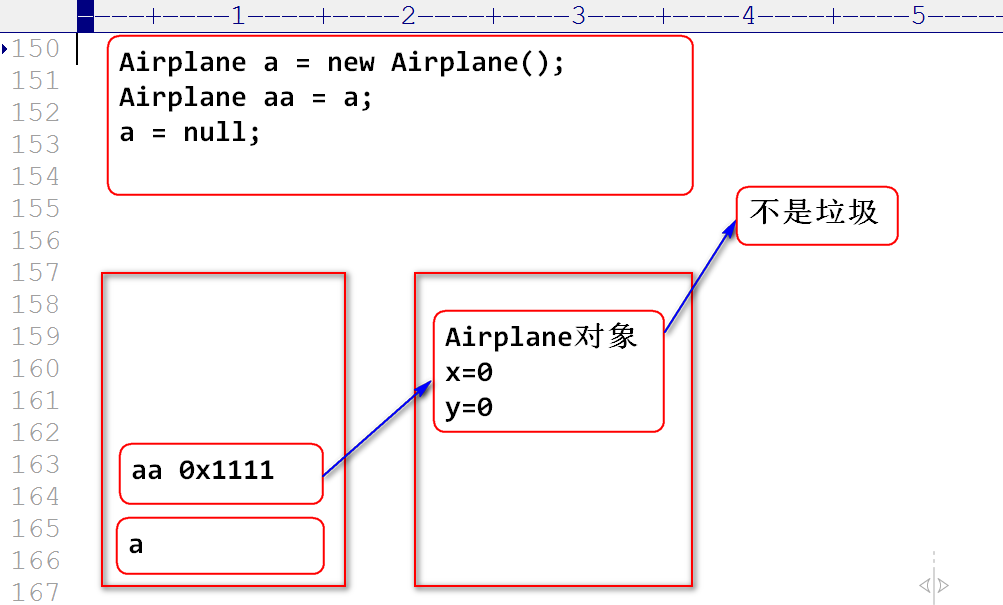 1 2 3 4 5
150
151
152
153
154
155
156
157
158
159
160
161
162
163
164
165
166
167
Airplane a = new Airplane();
Airplane aa = a;
a = null;
不是垃圾
Airplane对象
x=0
y=0
aa 0x1111
a